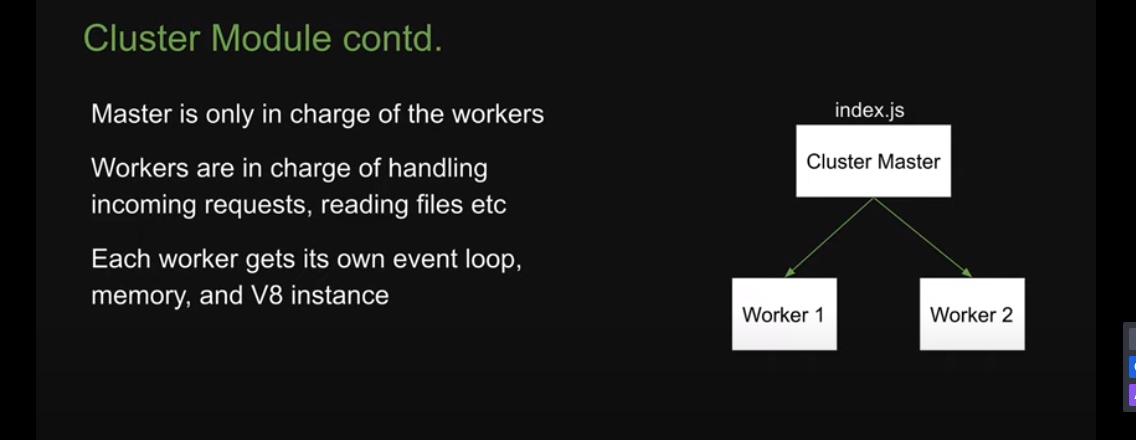 Cluster Module contd.
Master is only in charge of the workers
Workers are in charge of handling
incoming requests, reading files etc
Each worker gets its own event loop,
memory, and V8 instance
index.js
Cluster Master
Worker 1
Worker 2